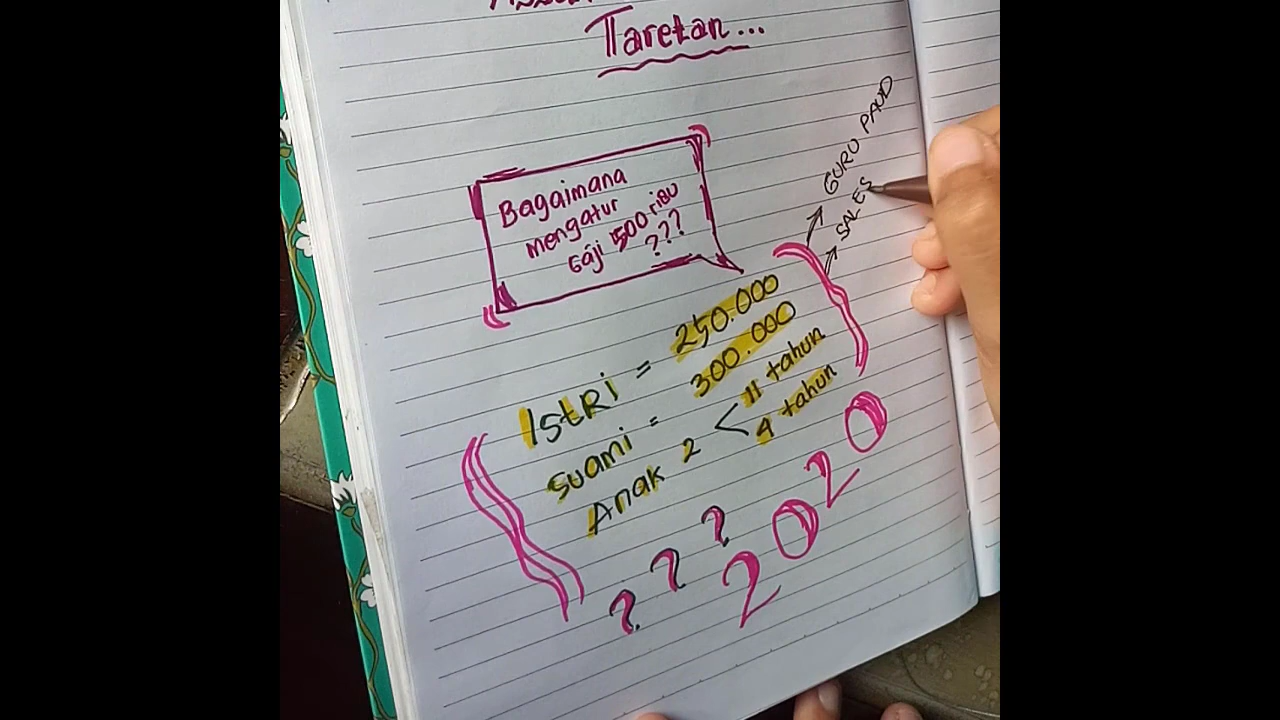 Taretan...
GURU PAUD
SALES
Bagaimana
mengatur
Gaji 500 ribu
???
Istri = 250.000
suami = 300.000
Anak 2 < 11 tahun
4 tahun
? ? ? 2020